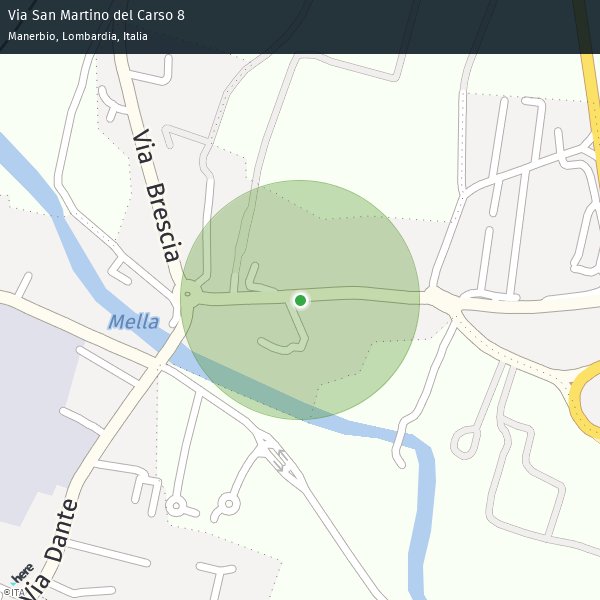 Via San Martino del Carso 8
Manerbio, Lombardia, Italia
Via Brescia
Mella
Via Dante
here
©ITA